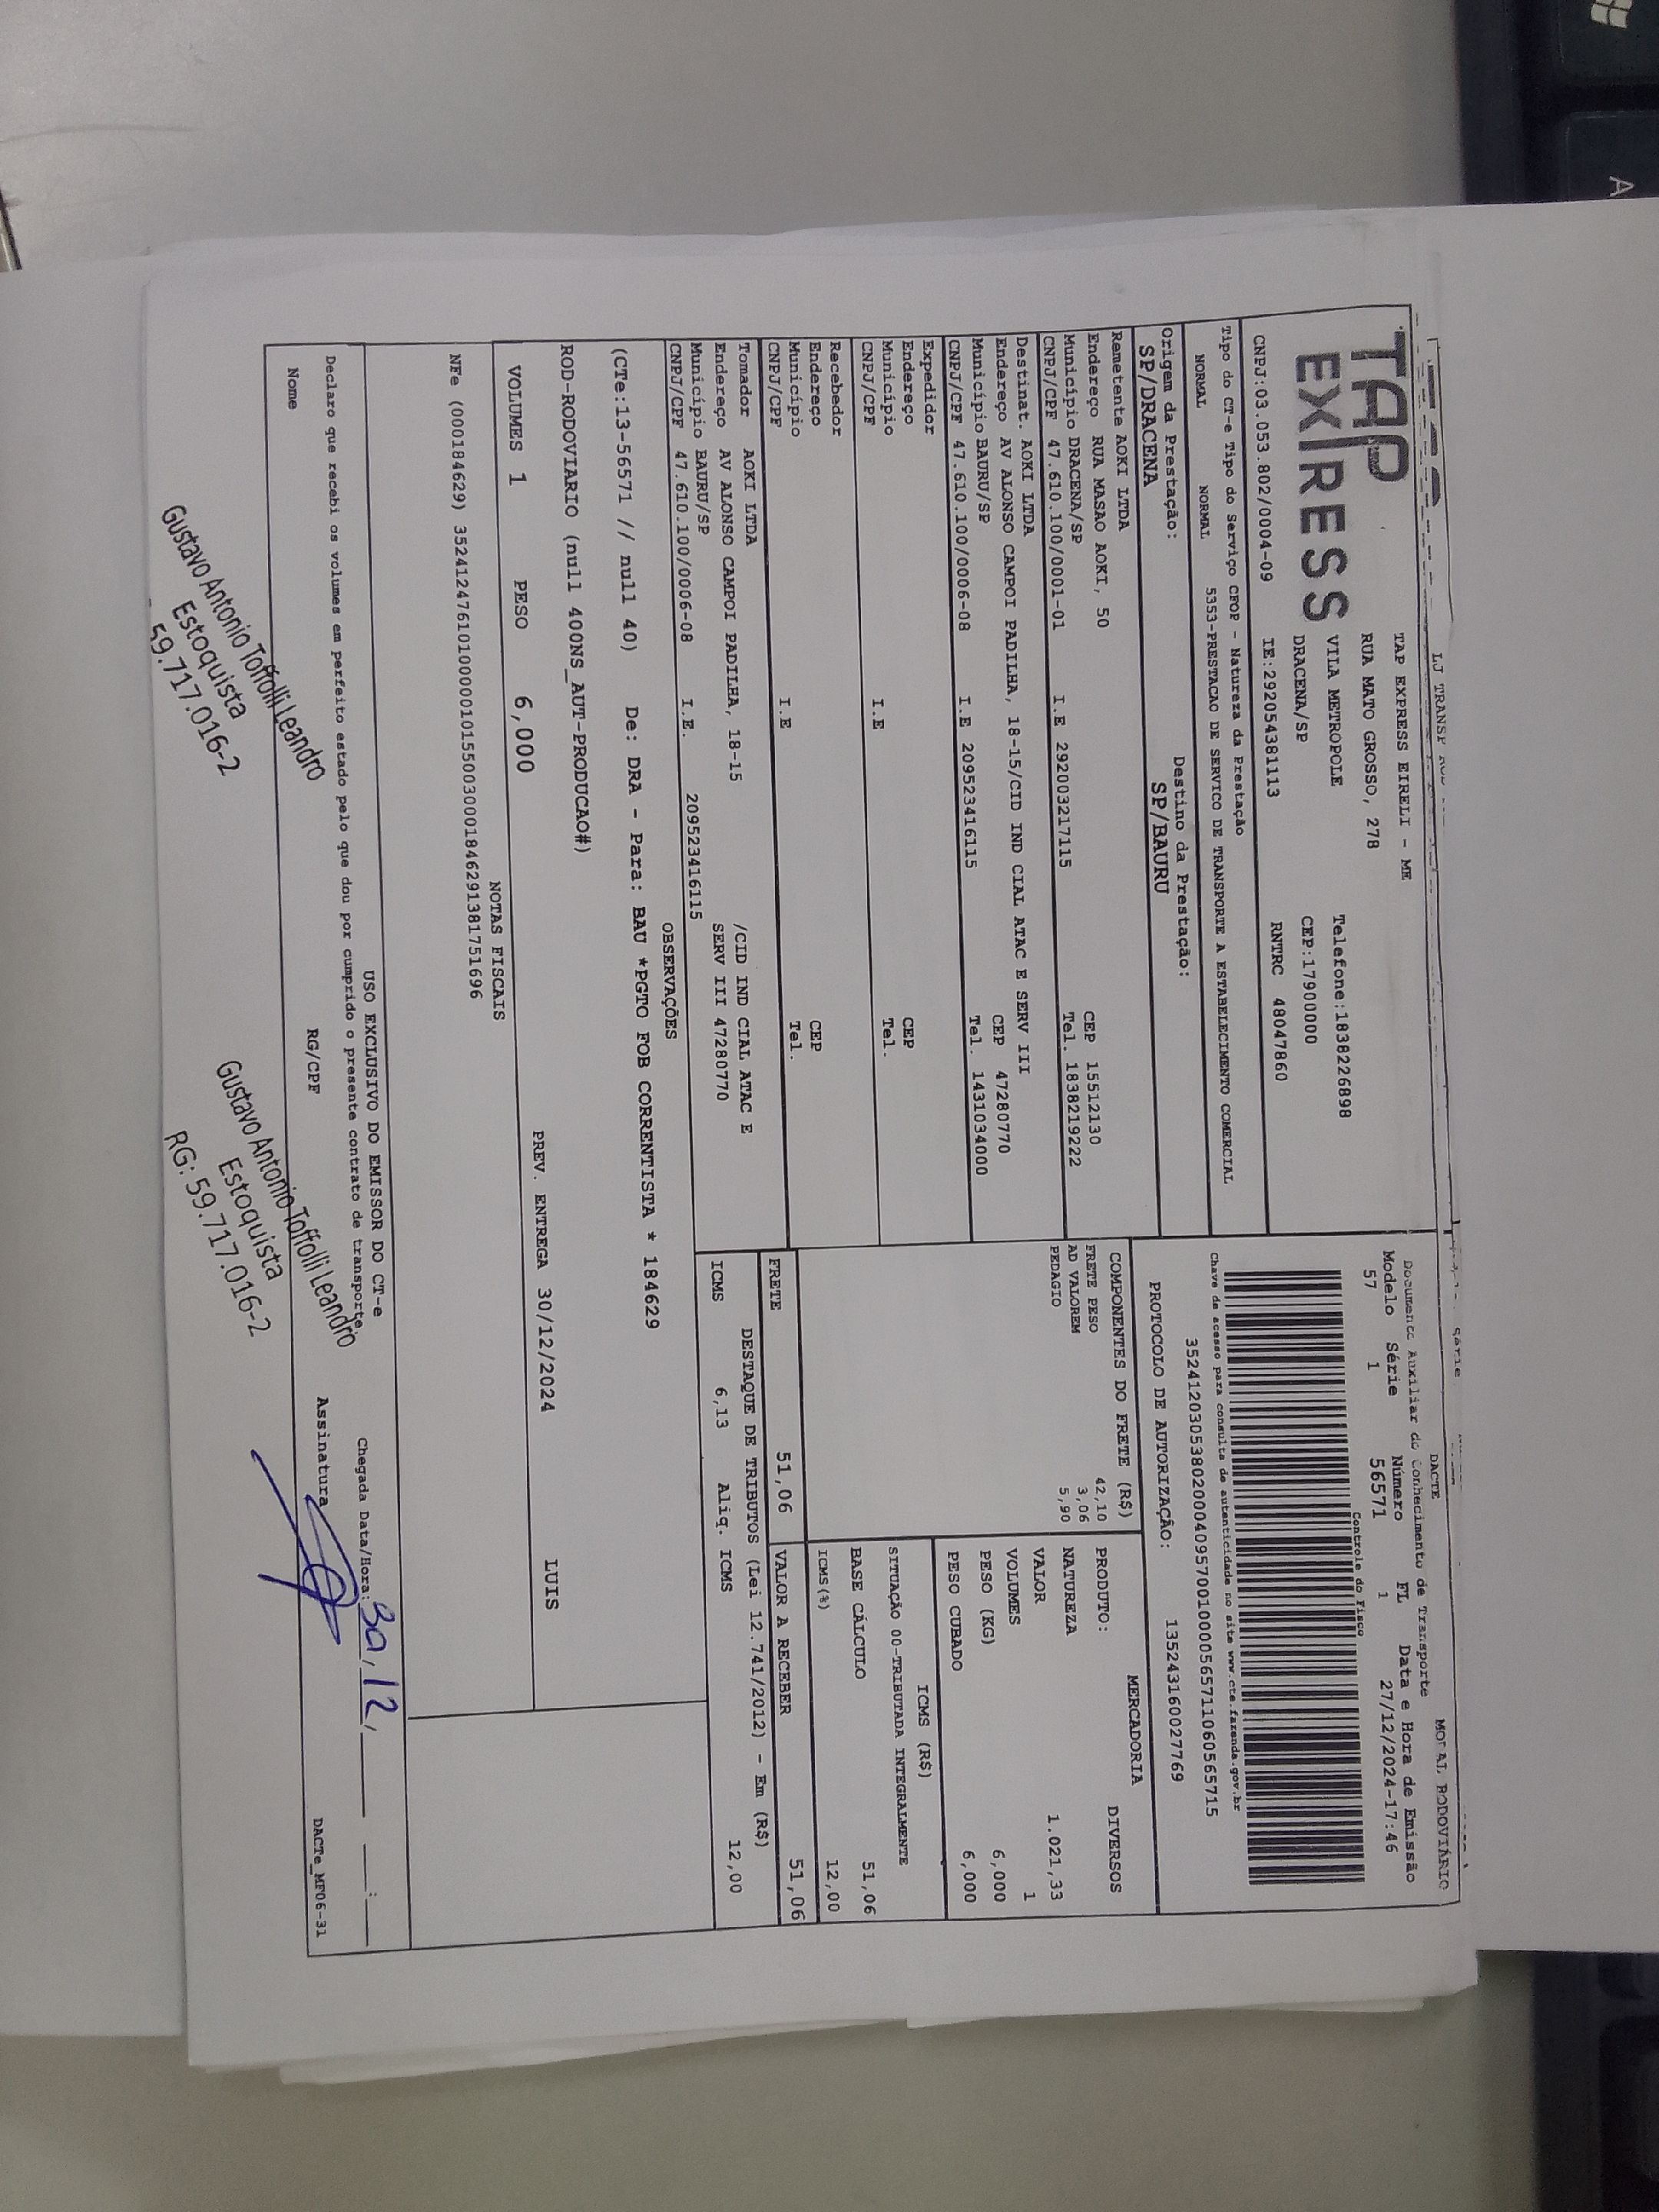 LJ TRANSP
DACTE
MODAL RODOVIÁRIO
TAP
EXPRESS
TAP EXPRESS EIRELI - ME
RUA MATO GROSSO, 278
VILA METROPOLE
DRACENA/SP
Telefone:1838226898
CEP:17900000
CNPJ:03.053.802/0004-09 IE:292054381113 RNTRC 48047860
Documento Auxiliar do Conhecimento de Transporte
Modelo Série Número FL Data e Hora de Emissão
57 1 56571 1 27/12/2024-17:46
Controle do Fisco
Tipo do CT-e Tipo do Serviço CFOP - Natureza da Prestação
NORMAL NORMAL 5353-PRESTACAO DE SERVICO DE TRANSPORTE A ESTABELECIMENTO COMERCIAL
Chave de acesso para consulta de autenticidade no site www.cte.fazenda.gov.br
35241203053802000409570010000565711060565715
Origem da Prestação: Destino da Prestação:
SP/DRACENA SP/BAURU
PROTOCOLO DE AUTORIZAÇÃO: 135243160027769
Remetente AOKI LTDA
Endereço RUA MASAO AOKI, 50 CEP 15512130
Município DRACENA/SP Tel. 1838219222
CNPJ/CPF 47.610.100/0001-01 I.E 292003217115
Destinat. AOKI LTDA
Endereço AV ALONSO CAMPOI PADILHA, 18-15/CID IND CIAL ATAC E SERV III CEP 47280770
Município BAURU/SP Tel. 1431034000
CNPJ/CPF 47.610.100/0006-08 I.E 209523416115
Expedidor
Endereço CEP
Município Tel.
CNPJ/CPF I.E
Recebedor
Endereço CEP
Município Tel.
CNPJ/CPF I.E
COMPONENTES DO FRETE (R$)
FRETE PESO 42,10
AD VALOREM 3,06
PEDAGIO 5,90
MERCADORIA
PRODUTO: DIVERSOS
NATUREZA
VALOR 1.021,33
VOLUMES 1
PESO (KG) 6,000
PESO CUBADO 6,000
ICMS (R$)
SITUAÇÃO 00-TRIBUTADA INTEGRALMENTE
BASE CÁLCULO 51,06
ICMS(%) 12,00
FRETE 51,06 VALOR A RECEBER 51,06
Tomador AOKI LTDA
Endereço AV ALONSO CAMPOI PADILHA, 18-15 /CID IND CIAL ATAC E
Município BAURU/SP SERV III 47280770
CNPJ/CPF 47.610.100/0006-08 I.E. 209523416115
DESTAQUE DE TRIBUTOS (Lei 12.741/2012) - Em (R$)
ICMS 6,13 Aliq. ICMS 12,00
OBSERVAÇÕES
(CTe:13-56571 // null 40) De: DRA - Para: BAU *PGTO FOB CORRENTISTA * 184629
ROD-RODOVIARIO (null 400NS_AUT-PRODUCAO#)
LUIS
VOLUMES 1 PESO 6,000 PREV. ENTREGA 30/12/2024
NOTAS FISCAIS
NFe (000184629) 35241247610100000101550030001846291381751696
USO EXCLUSIVO DO EMISSOR DO CT-e
Declaro que recebi os volumes em perfeito estado pelo que dou por cumprido o presente contrato de transporte.
Chegada Data/Hora: 30/12/ __:__
Nome RG/CPF Assinatura DACTe_MF06-31
Gustavo Antonio Toffolli Leandro
Estoquista
59.717.016-2
Gustavo Antonio Toffolli Leandro
Estoquista
RG: 59.717.016-2
A